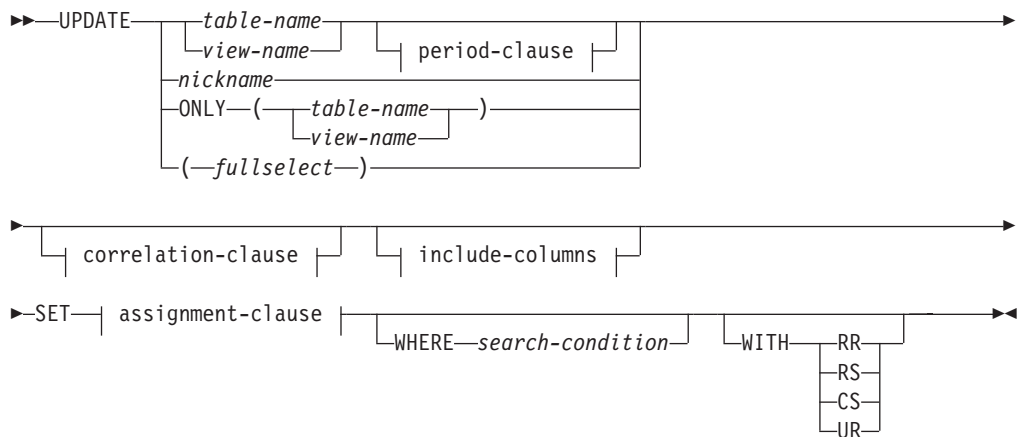 UPDATE table-name
view-name period-clause
nickname
ONLY ( table-name )
view-name
( fullselect )
correlation-clause include-columns
SET assignment-clause
WHERE search-condition WITH RR
RS
CS
UR